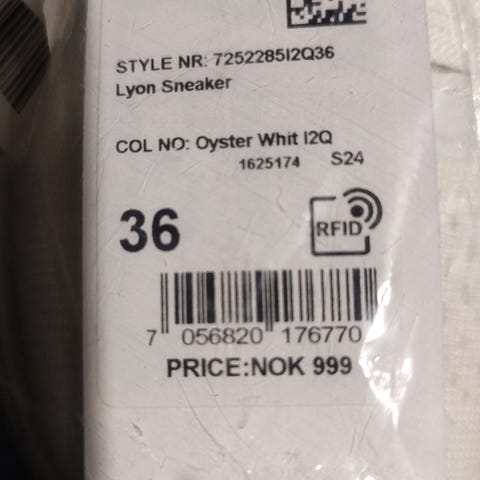 STYLE NR: 7252285I2Q36
Lyon Sneaker
COL NO: Oyster Whit I2Q
1625174 S24
36
RFID
7 056820 176770
PRICE:NOK 999